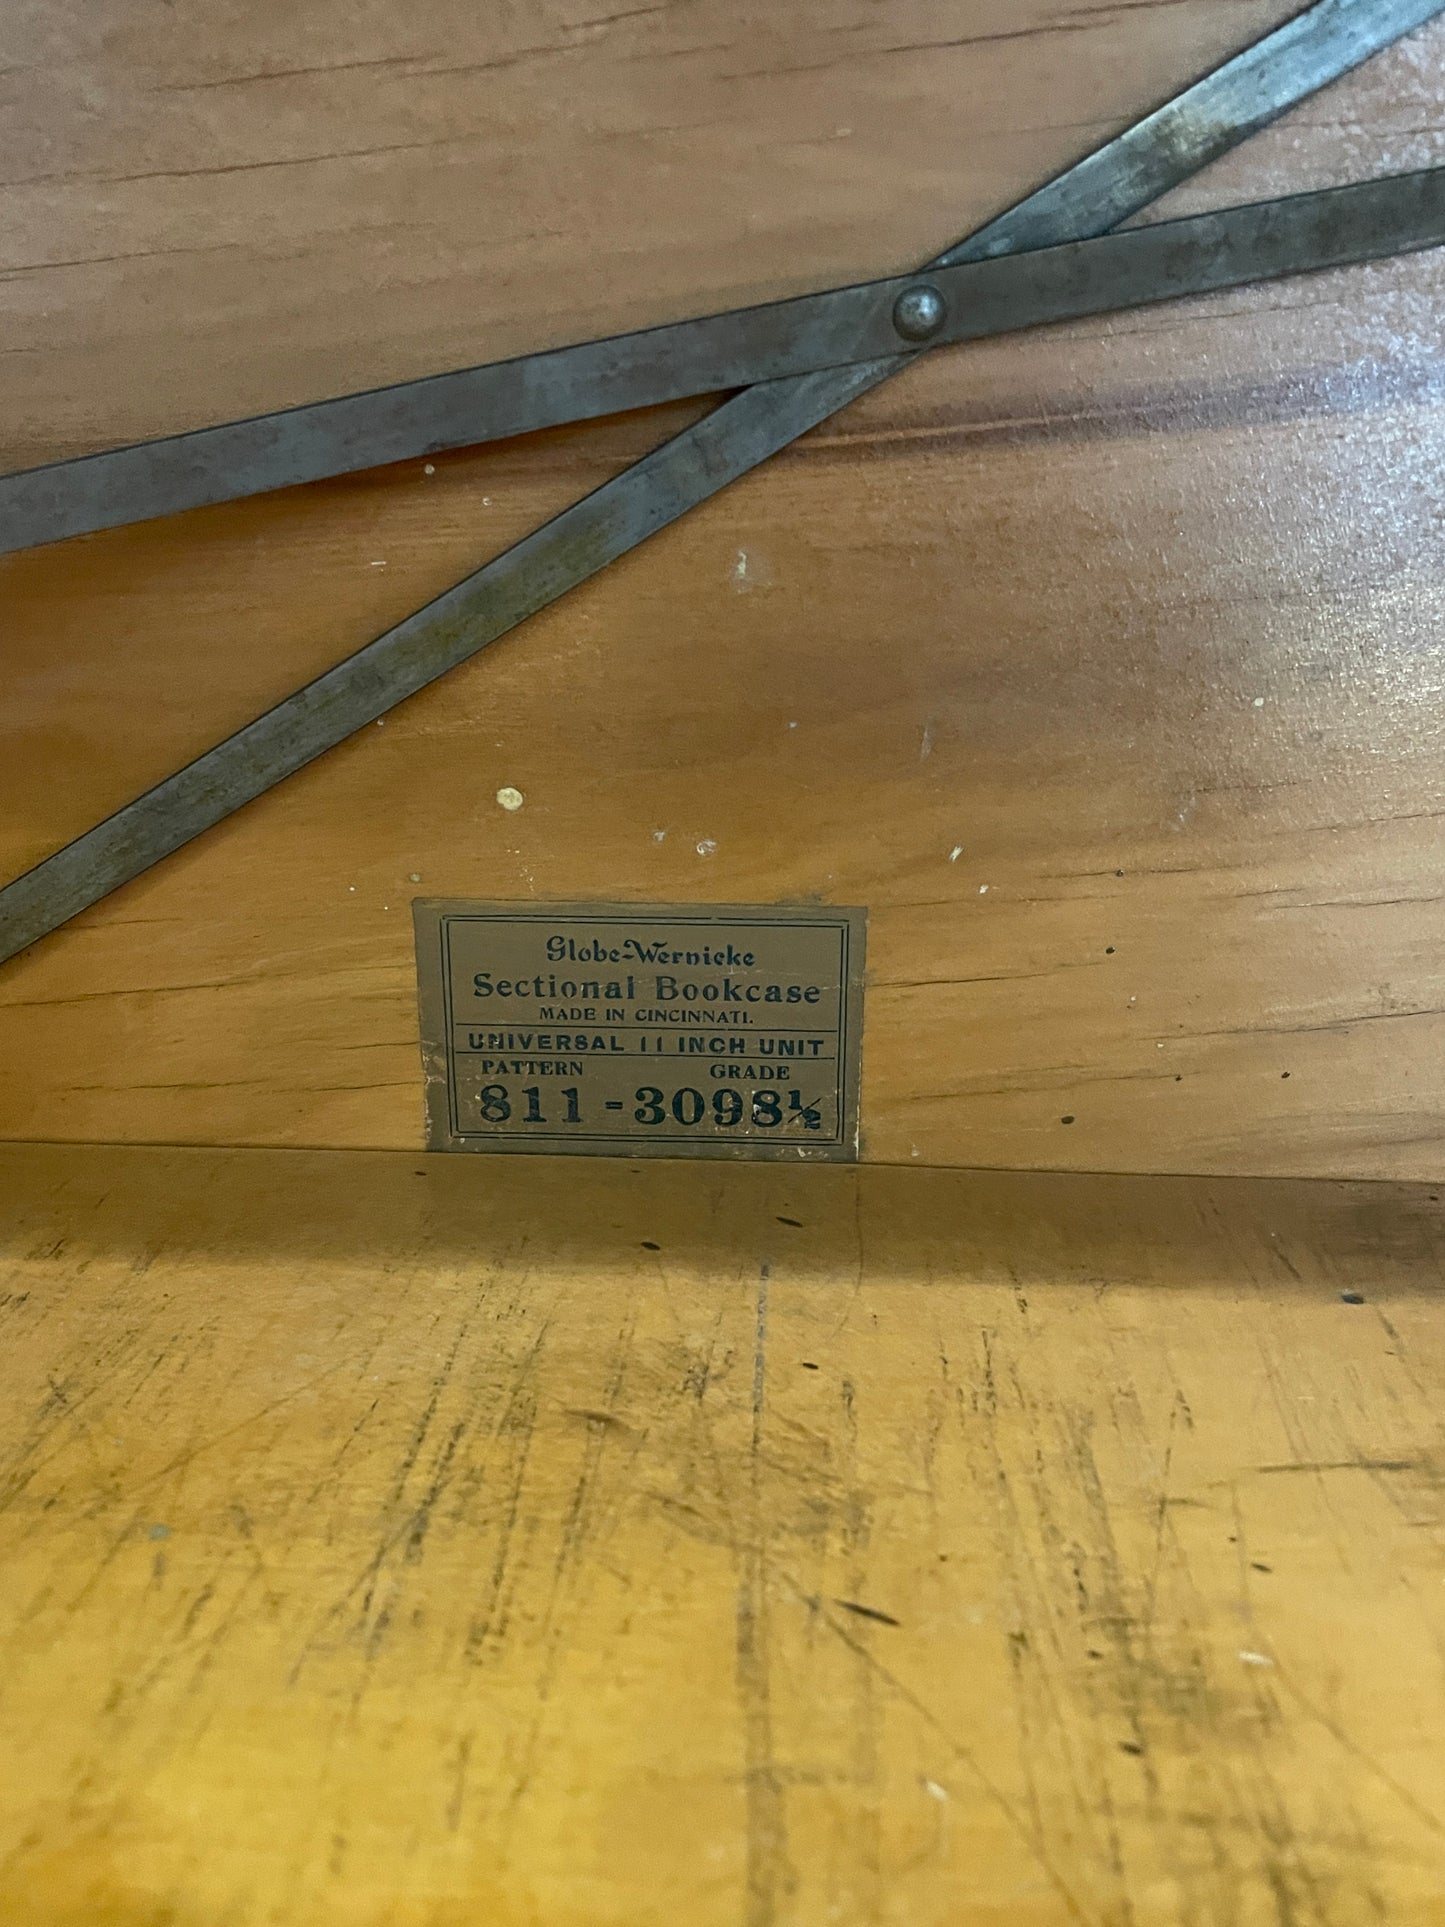 Globe-Wernicke
Sectional Bookcase
MADE IN CINCINNATI.
UNIVERSAL 11 INCH UNIT
PATTERN GRADE
811-3098½